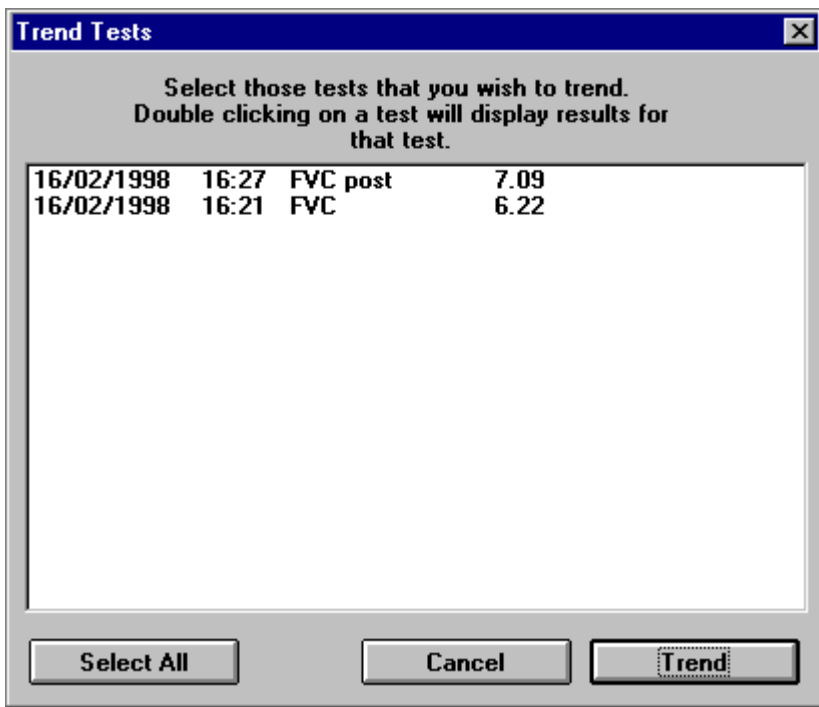 Trend Tests
Select those tests that you wish to trend.
Double clicking on a test will display results for
that test.
16/02/1998 16:27 FVC post 7.09
16/02/1998 16:21 FVC 6.22
Select All Cancel Trend